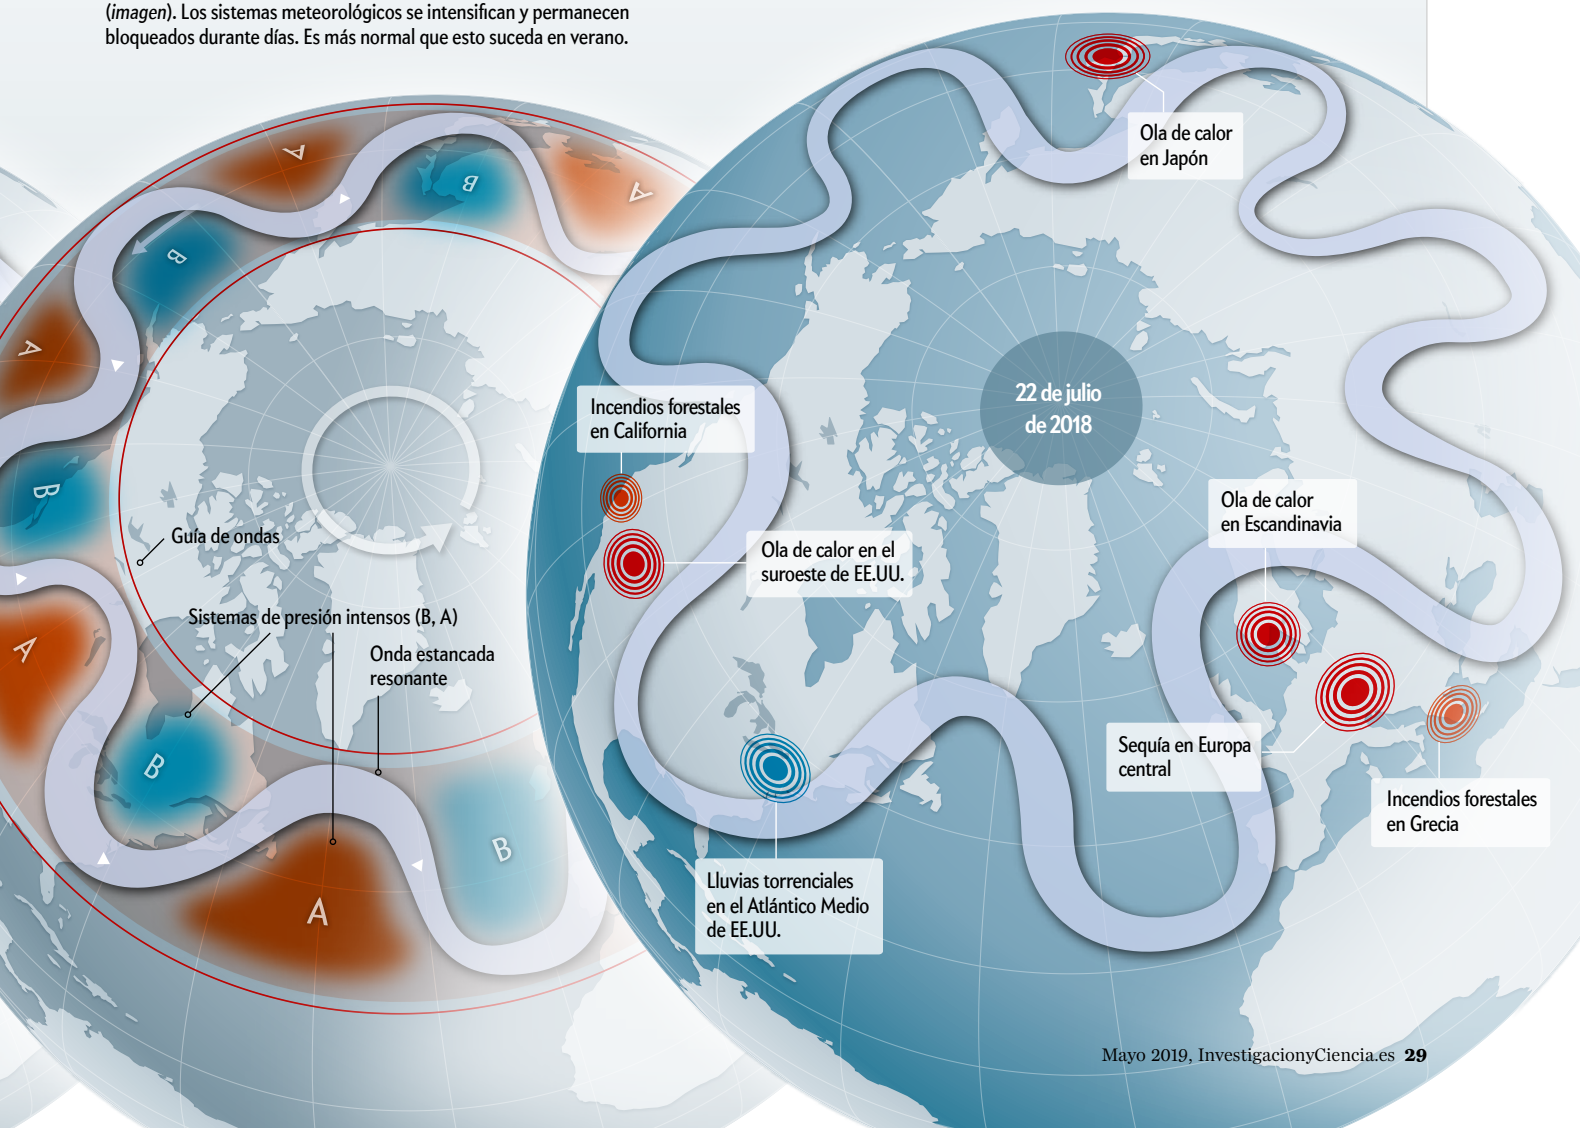 (imagen). Los sistemas meteorológicos se intensifican y permanecen
bloqueados durante días. Es más normal que esto suceda en verano.
A
B
A
B
A
B
Guía de ondas
Sistemas de presión intensos (B, A)
Onda estancada
resonante
A
B
B
A
Ola de calor
en Japón
22 de julio
de 2018
Incendios forestales
en California
Ola de calor en el
suroeste de EE.UU.
Ola de calor
en Escandinavia
Sequía en Europa
central
Incendios forestales
en Grecia
Lluvias torrenciales
en el Atlántico Medio
de EE.UU.
Mayo 2019, InvestigacionyCiencia.es 29